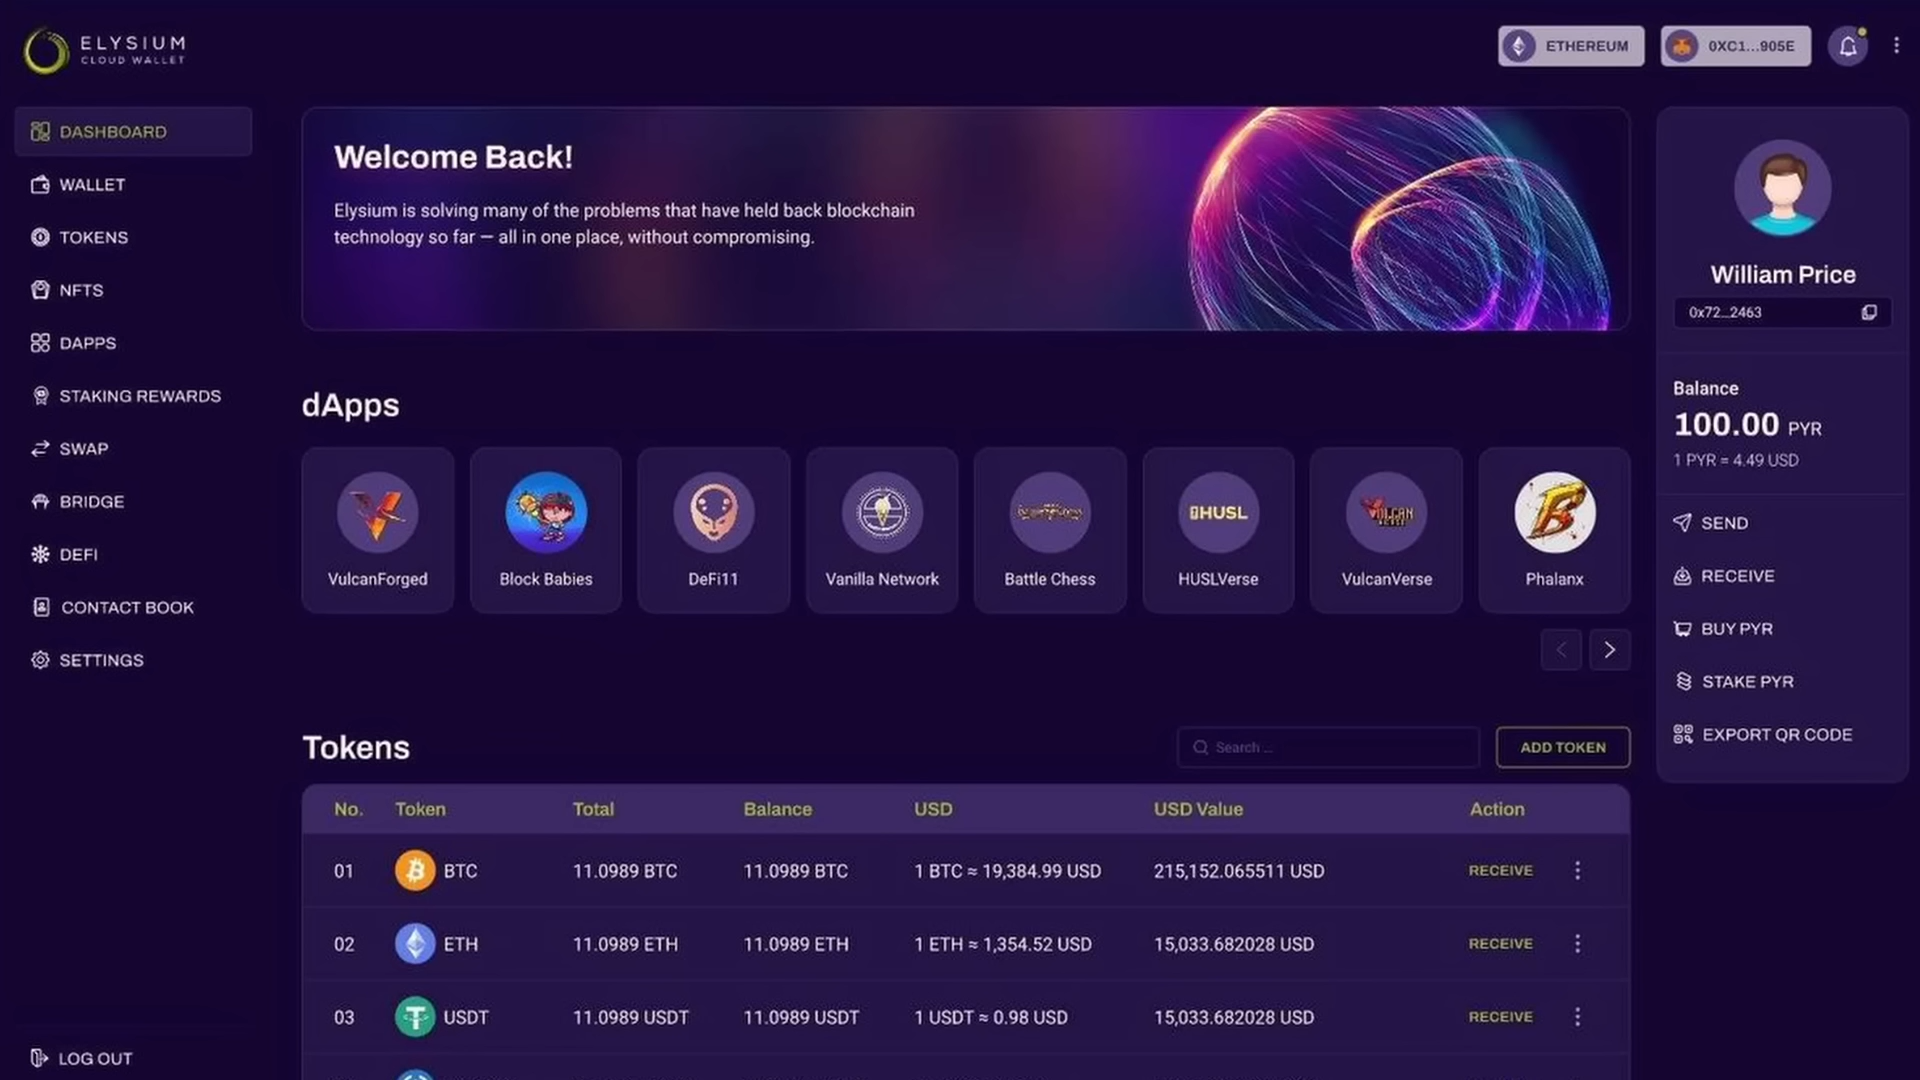 ELYSIUM
CLOUD WALLET
ETHEREUM
0XC1...905E
DASHBOARD
WALLET
TOKENS
NFTS
DAPPS
STAKING REWARDS
SWAP
BRIDGE
DEFI
CONTACT BOOK
SETTINGS
LOG OUT
Welcome Back!
Elysium is solving many of the problems that have held back blockchain
technology so far — all in one place, without compromising.
dApps
VulcanForged
Block Babies
DeFi11
Vanilla Network
Battle Chess
HUSL
HUSLVerse
VULCAN
VERSE
VulcanVerse
Phalanx
Tokens
Search ...
ADD TOKEN
No. Token Total Balance USD USD Value Action
01 BTC 11.0989 BTC 11.0989 BTC 1 BTC ≈ 19,384.99 USD 215,152.065511 USD RECEIVE
02 ETH 11.0989 ETH 11.0989 ETH 1 ETH ≈ 1,354.52 USD 15,033.682028 USD RECEIVE
03 USDT 11.0989 USDT 11.0989 USDT 1 USDT ≈ 0.98 USD 15,033.682028 USD RECEIVE
William Price
0x72...2463
Balance
100.00 PYR
1 PYR = 4.49 USD
SEND
RECEIVE
BUY PYR
STAKE PYR
EXPORT QR CODE